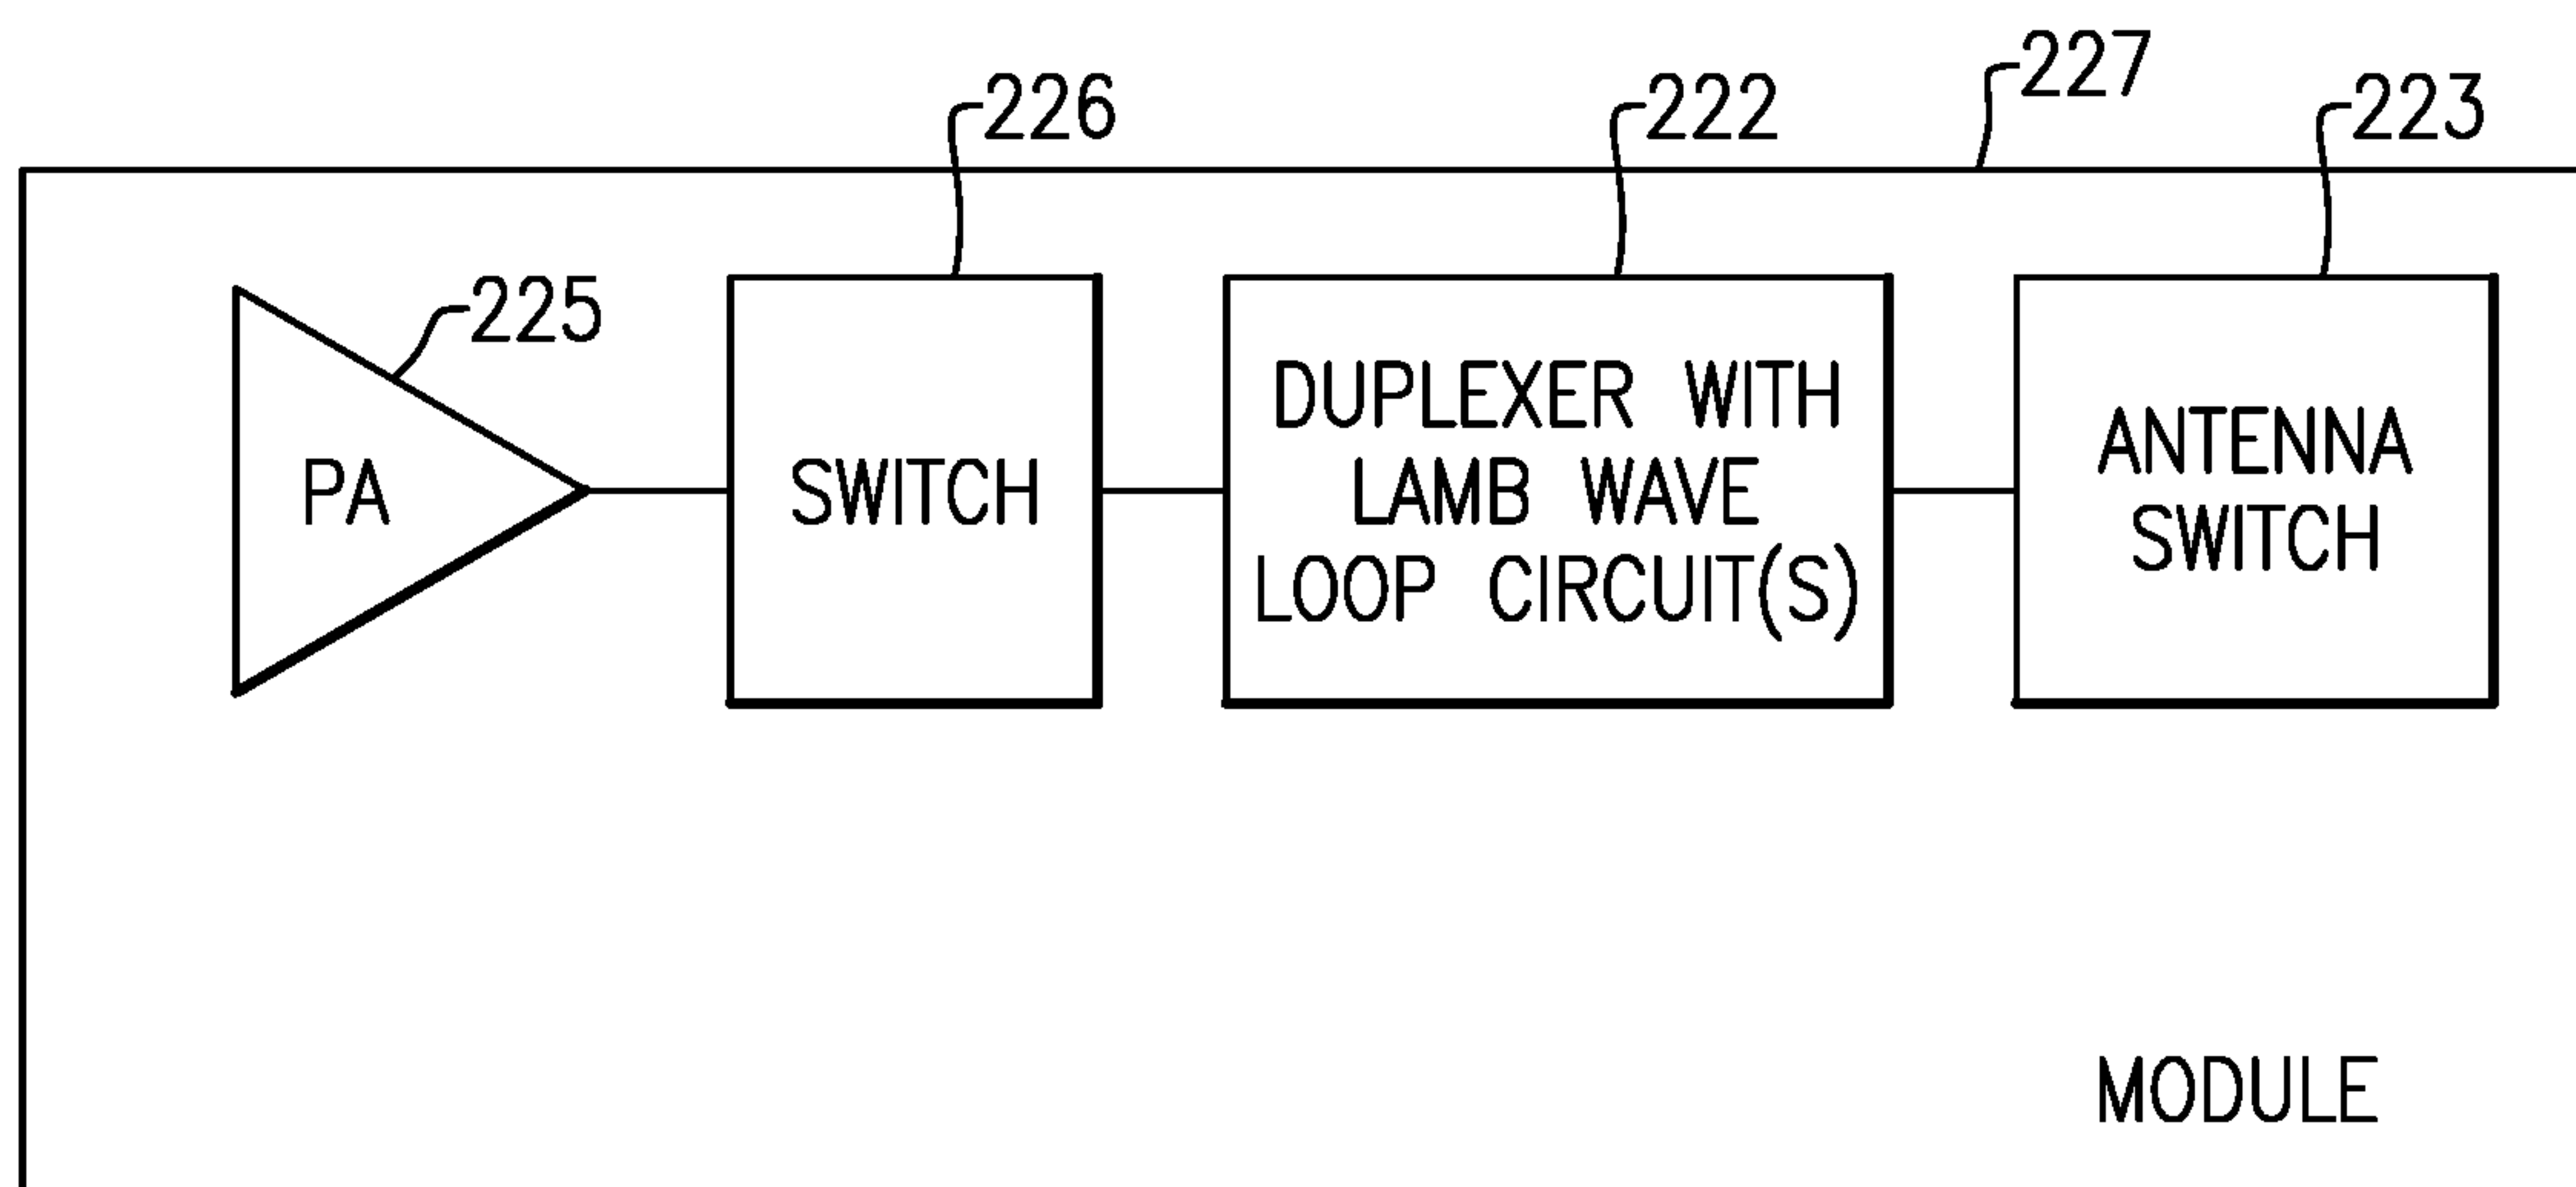 227
226
222
223
225
PA
SWITCH
DUPLEXER WITH
LAMB WAVE
LOOP CIRCUIT(S)
ANTENNA
SWITCH
MODULE